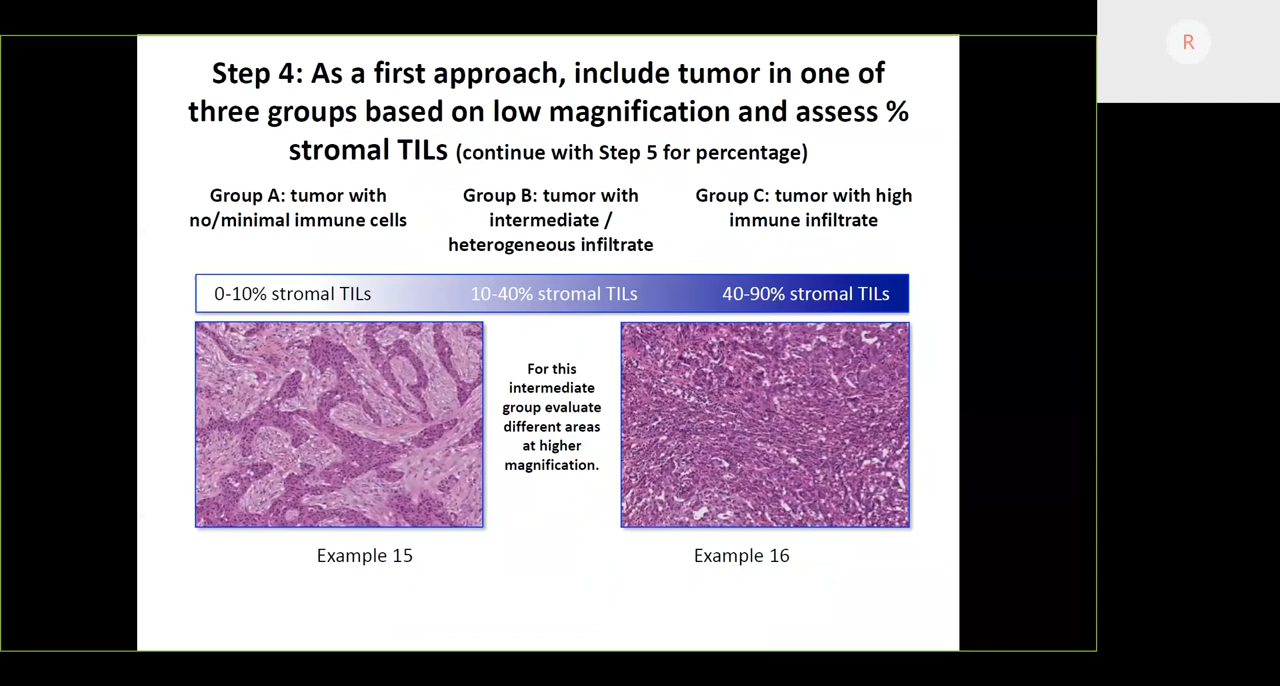 R
Step 4: As a first approach, include tumor in one of
three groups based on low magnification and assess %
stromal TILs (continue with Step 5 for percentage)
Group A: tumor with
no/minimal immune cells
Group B: tumor with
intermediate /
heterogeneous infiltrate
Group C: tumor with high
immune infiltrate
0-10% stromal TILs
10-40% stromal TILs
40-90% stromal TILs
For this
intermediate
group evaluate
different areas
at higher
magnification.
Example 15
Example 16